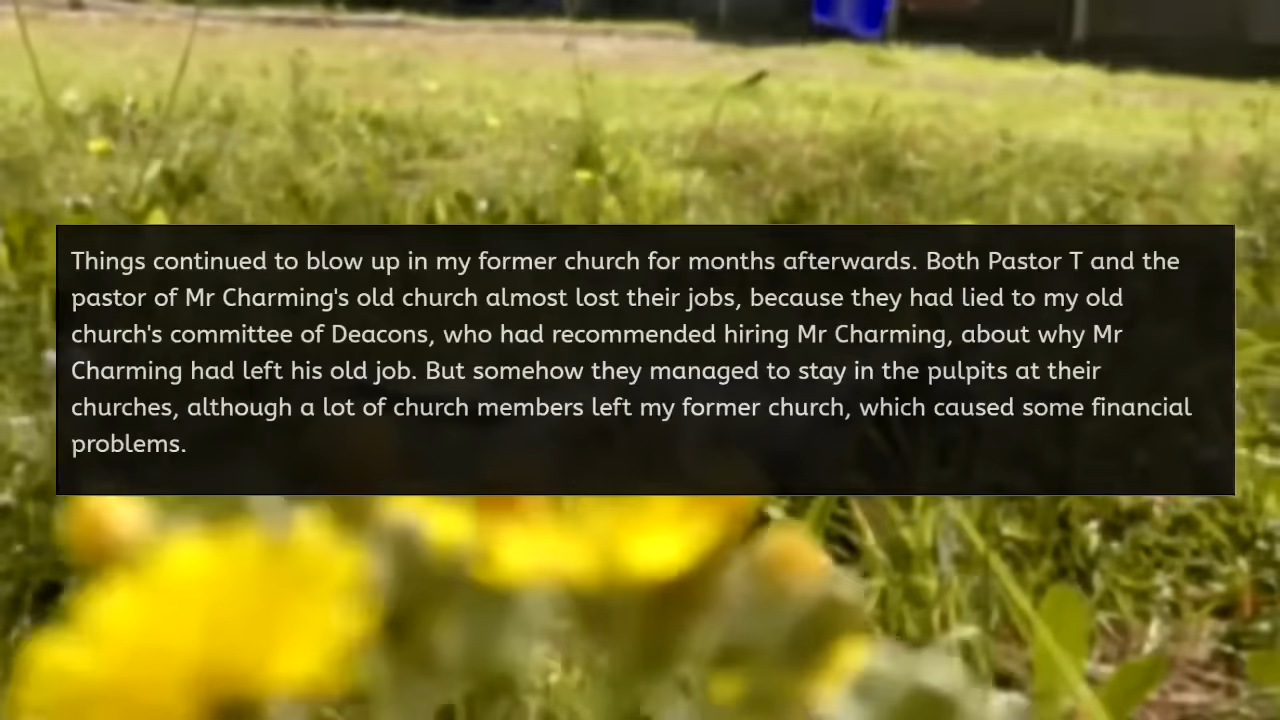 Things continued to blow up in my former church for months afterwards. Both Pastor T and the
pastor of Mr Charming's old church almost lost their jobs, because they had lied to my old
church's committee of Deacons, who had recommended hiring Mr Charming, about why Mr
Charming had left his old job. But somehow they managed to stay in the pulpits at their
churches, although a lot of church members left my former church, which caused some financial
problems.